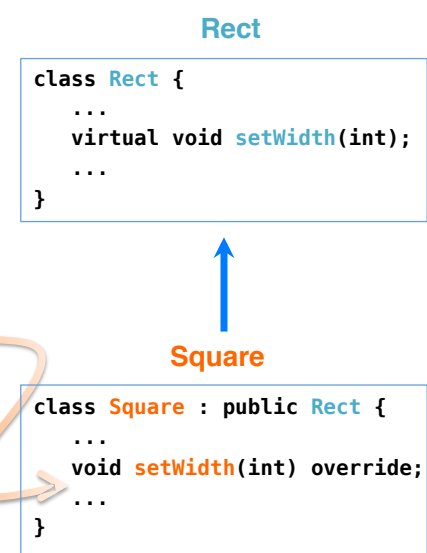 Rect
class Rect {
...
virtual void setWidth(int);
...
}
Square
class Square : public Rect {
...
void setWidth(int) override;
...
}